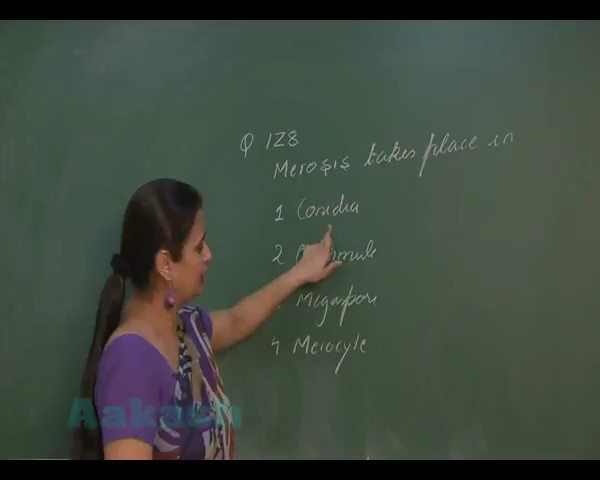 Q 128
Meiosis takes place in
1 Conidia
2
Megaspore
4 Meiocyte
Aakash